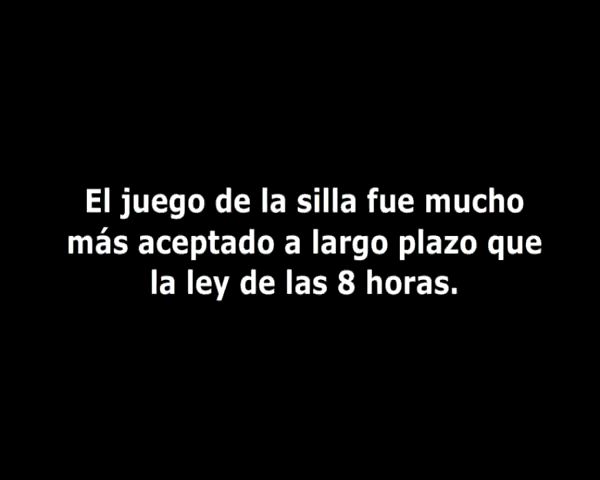 El juego de la silla fue mucho
más aceptado a largo plazo que
la ley de las 8 horas.